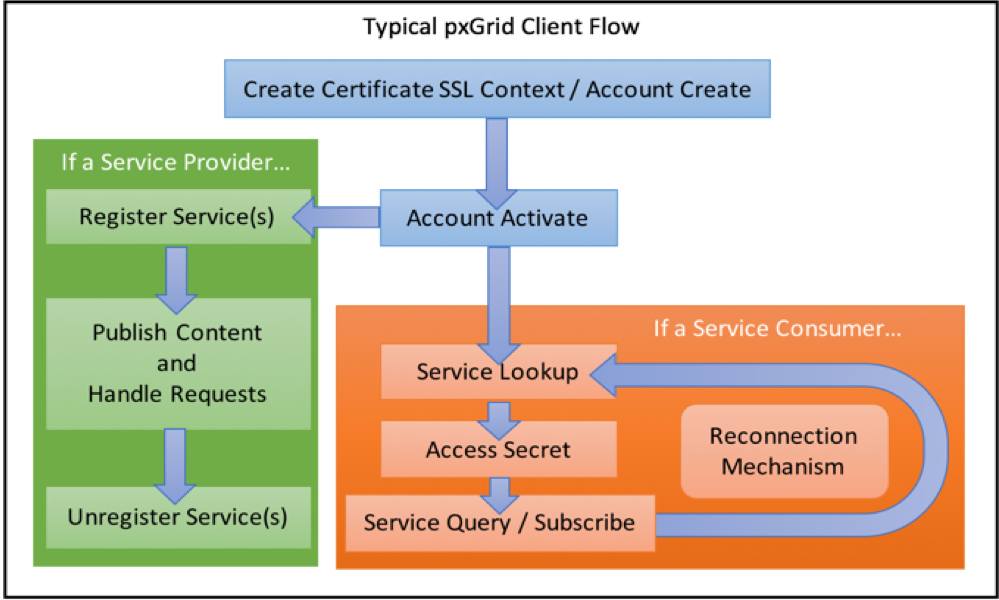 Typical pxGrid Client Flow
Create Certificate SSL Context / Account Create
If a Service Provider...
Register Service(s)
Account Activate
Publish Content
and
Handle Requests
Unregister Service(s)
If a Service Consumer...
Service Lookup
Access Secret
Service Query / Subscribe
Reconnection
Mechanism